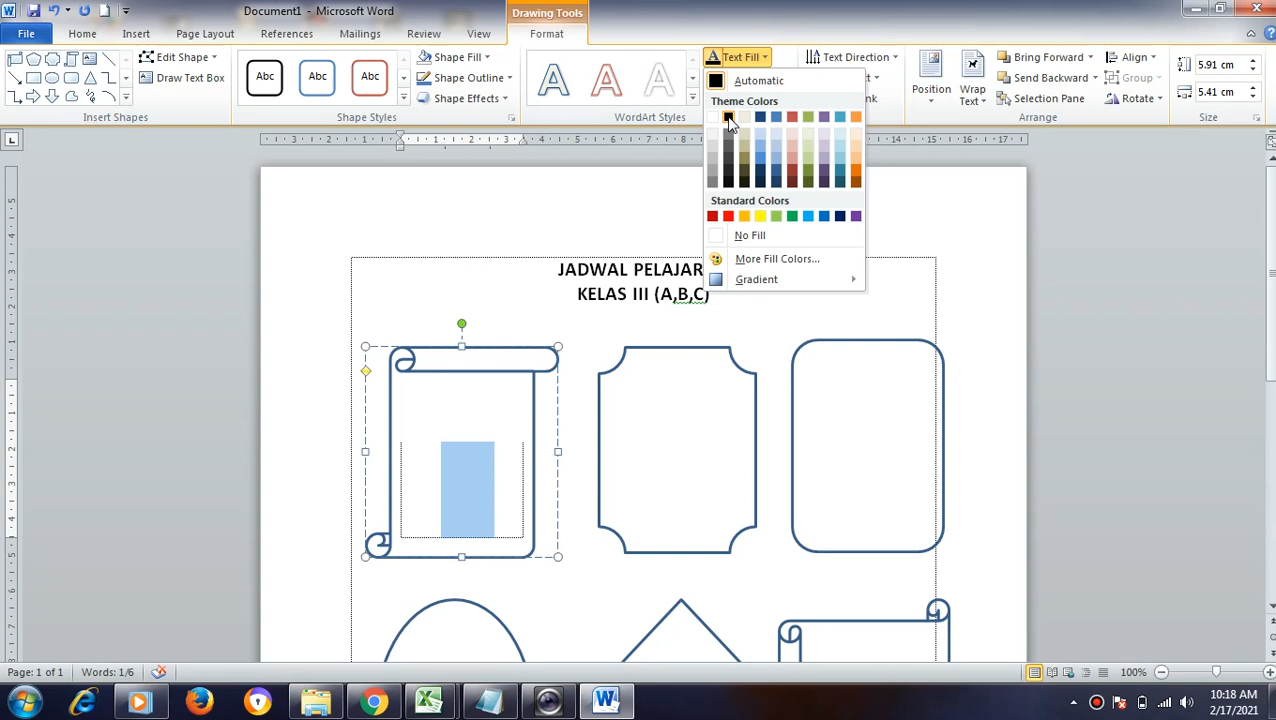 Document1 - Microsoft Word
Drawing Tools
File
Home
Insert
Page Layout
References
Mailings
Review
View
Format
Edit Shape
Draw Text Box
Insert Shapes
Abc
Abc
Abc
Shape Fill
Shape Outline
Shape Effects
Shape Styles
A
A
A
WordArt Styles
Text Fill
Automatic
Theme Colors
Standard Colors
No Fill
More Fill Colors...
Gradient
Text Direction
Position
Wrap
Text
Bring Forward
Send Backward
Selection Pane
Align
Group
Rotate
Arrange
5.91 cm
5.41 cm
Size
JADWAL PELAJAR
KELAS III (A,B,C)
Page: 1 of 1
Words: 1/6
100%
10:18 AM
2/17/2021